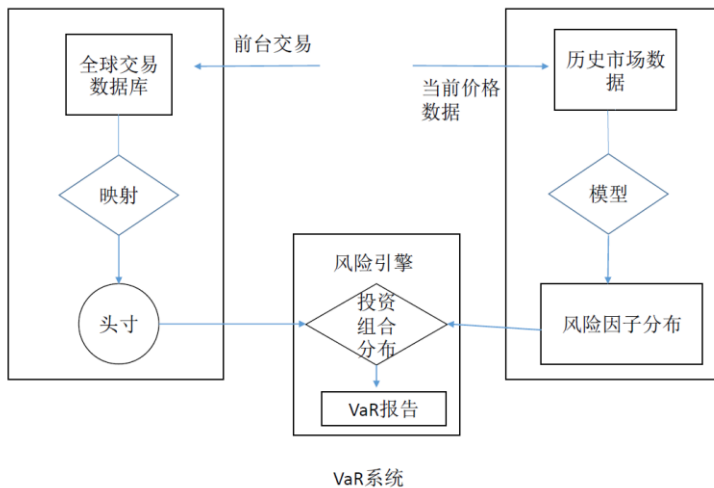 全球交易
数据库
前台交易
当前价格
数据
历史市场数
据
映射
模型
风险引擎
头寸
投资
组合
分布
风险因子分布
VaR报告
VaR系统